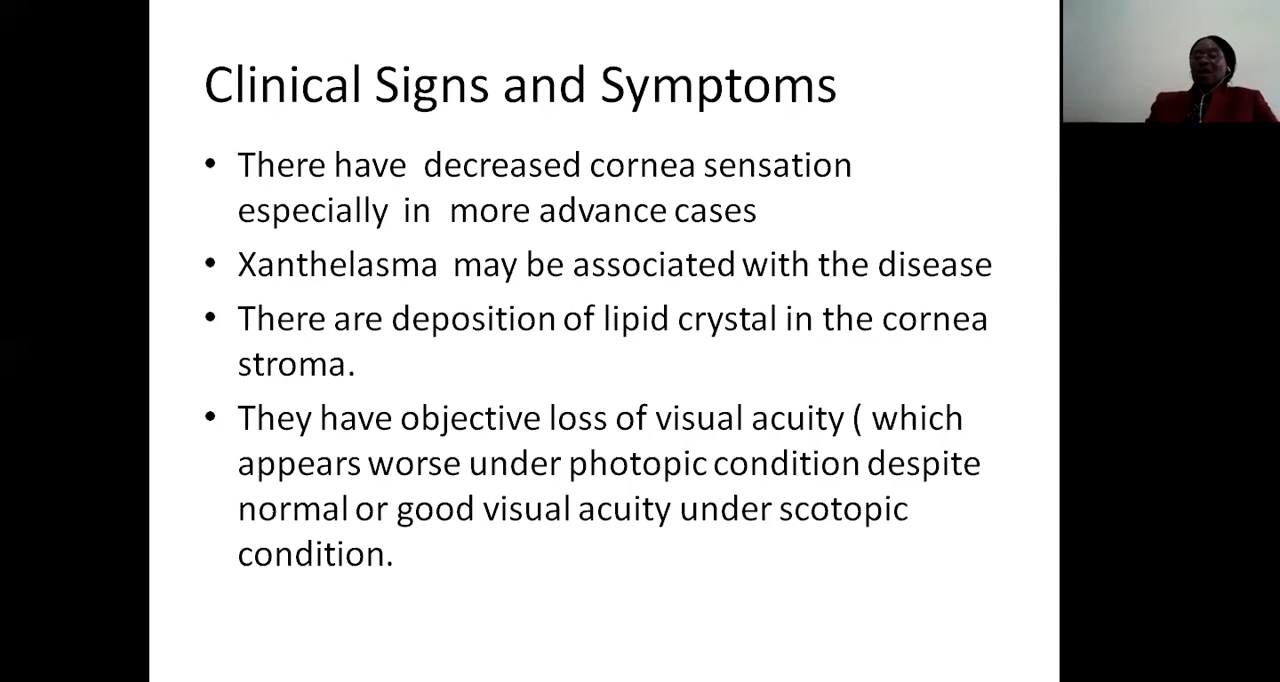 Clinical Signs and Symptoms
• There have decreased cornea sensation
especially in more advance cases
• Xanthelasma may be associated with the disease
• There are deposition of lipid crystal in the cornea
stroma.
• They have objective loss of visual acuity ( which
appears worse under photopic condition despite
normal or good visual acuity under scotopic
condition.